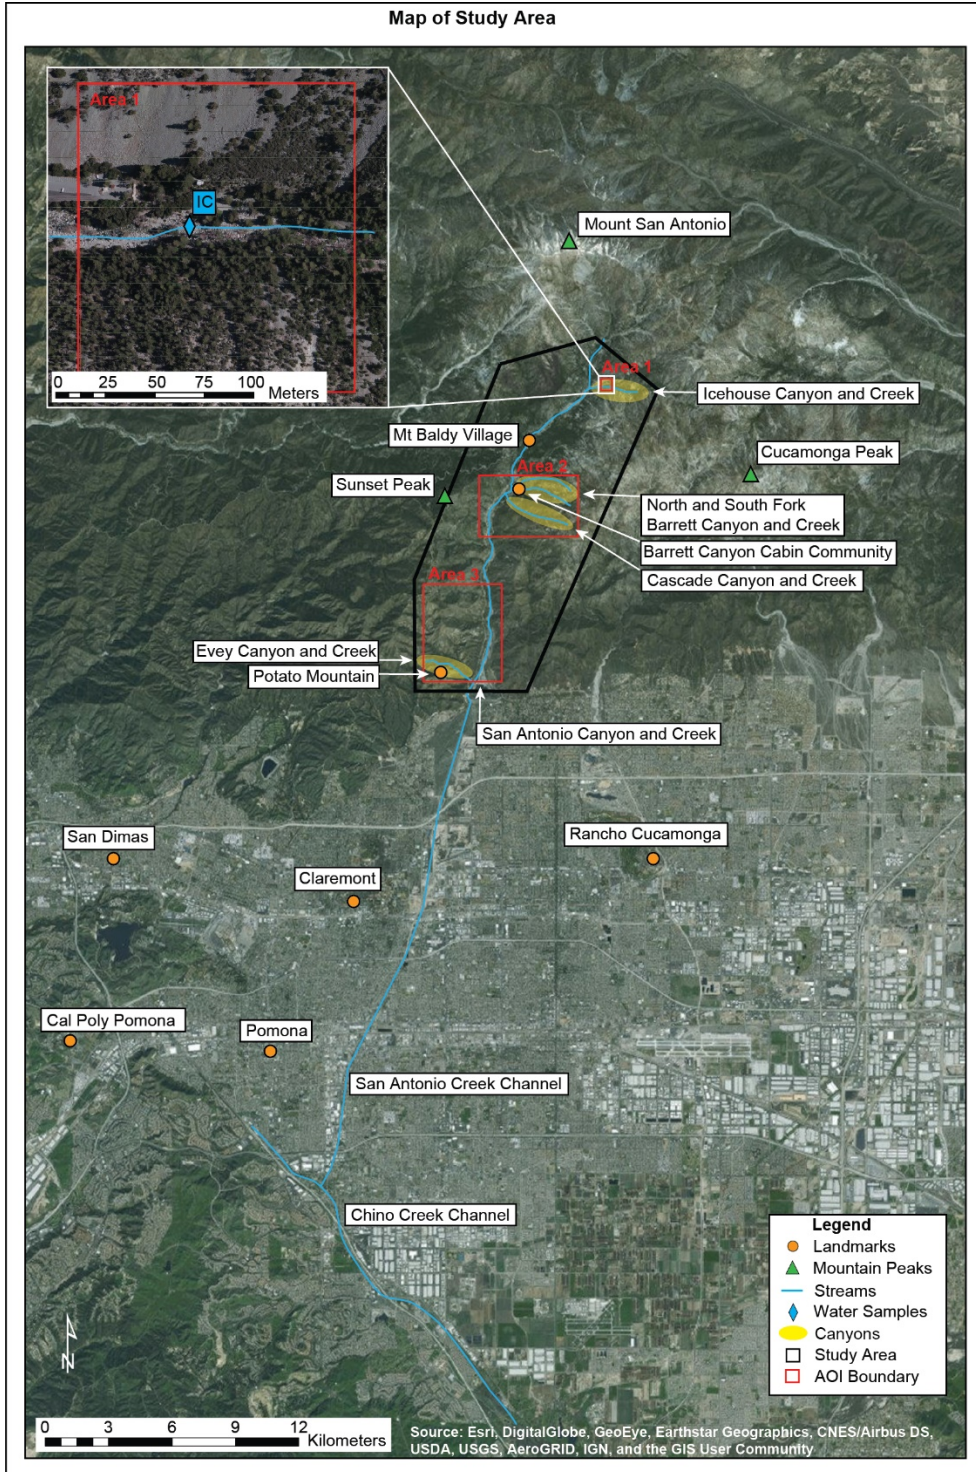 Map of Study Area
Area 1
IC
0 25 50 75 100
Meters
Mount San Antonio
Area 1
Icehouse Canyon and Creek
Mt Baldy Village
Cucamonga Peak
Area 2
Sunset Peak
North and South Fork
Barrett Canyon and Creek
Barrett Canyon Cabin Community
Cascade Canyon and Creek
Area 3
Evey Canyon and Creek
Potato Mountain
San Antonio Canyon and Creek
San Dimas
Rancho Cucamonga
Claremont
Cal Poly Pomona
Pomona
San Antonio Creek Channel
Chino Creek Channel
Legend
Landmarks
Mountain Peaks
Streams
Water Samples
Canyons
Study Area
AOI Boundary
N
0 3 6 9 12
Kilometers
Source: Esri, DigitalGlobe, GeoEye, Earthstar Geographics, CNES/Airbus DS,
USDA, USGS, AeroGRID, IGN, and the GIS User Community